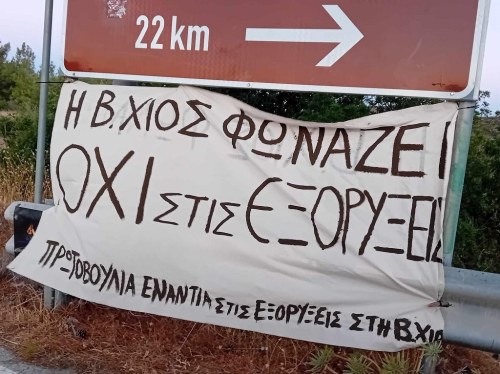 22 km
Η Β. ΧΙΟΣ ΦΩΝΑΖΕΙ
ΟΧΙ ΣΤΙΣ ΕΞΟΡΥΞΕΙΣ
ΠΡΩΤΟΒΟΥΛΙΑ ΕΝΑΝΤΙΑ ΣΤΙΣ ΕΞΟΡΥΞΕΙΣ ΣΤΗ Β. ΧΙΟ